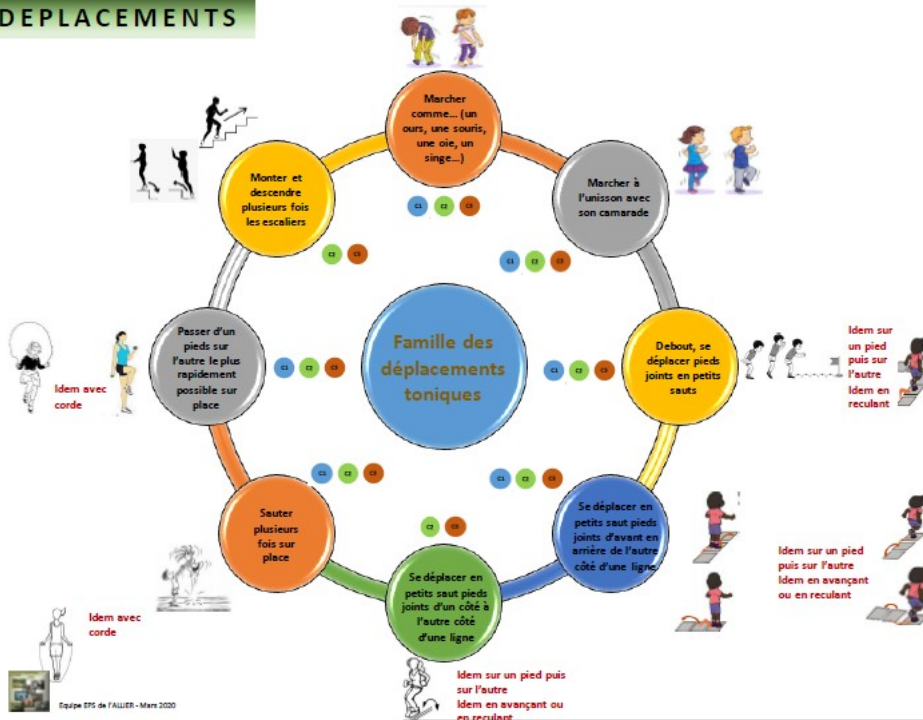 DEPLACEMENTS
Marcher
comme... (un
ours, une souris,
une oie, un
singe...)
C1 C2 C3
Marcher à
l'unisson avec
son camarade
C1 C2 C3
Debout, se
déplacer pieds
joints en petits
sauts
C1 C2 C3
Idem sur
un pied
puis sur
l'autre
Idem en
reculant
Se déplacer en
petits saut pieds
joints d'avant en
arrière de l'autre
côté d'une ligne
C1 C2 C3
Idem sur un pied
puis sur l'autre
Idem en avançant
ou en reculant
Se déplacer en
petits saut pieds
joints d'un côté à
l'autre côté
d'une ligne
C2 C3
Idem sur un pied puis
sur l'autre
Idem en avançant ou
en reculant
Sauter
plusieurs
fois sur
place
C1 C2 C3
Idem avec
corde
Passer d'un
pieds sur
l'autre le plus
rapidement
possible sur
place
C1 C2 C3
Idem avec
corde
Monter et
descendre
plusieurs fois
les escaliers
C2 C3
Famille des
déplacements
toniques
Equipe EPS de l'ALLIER - Mars 2020